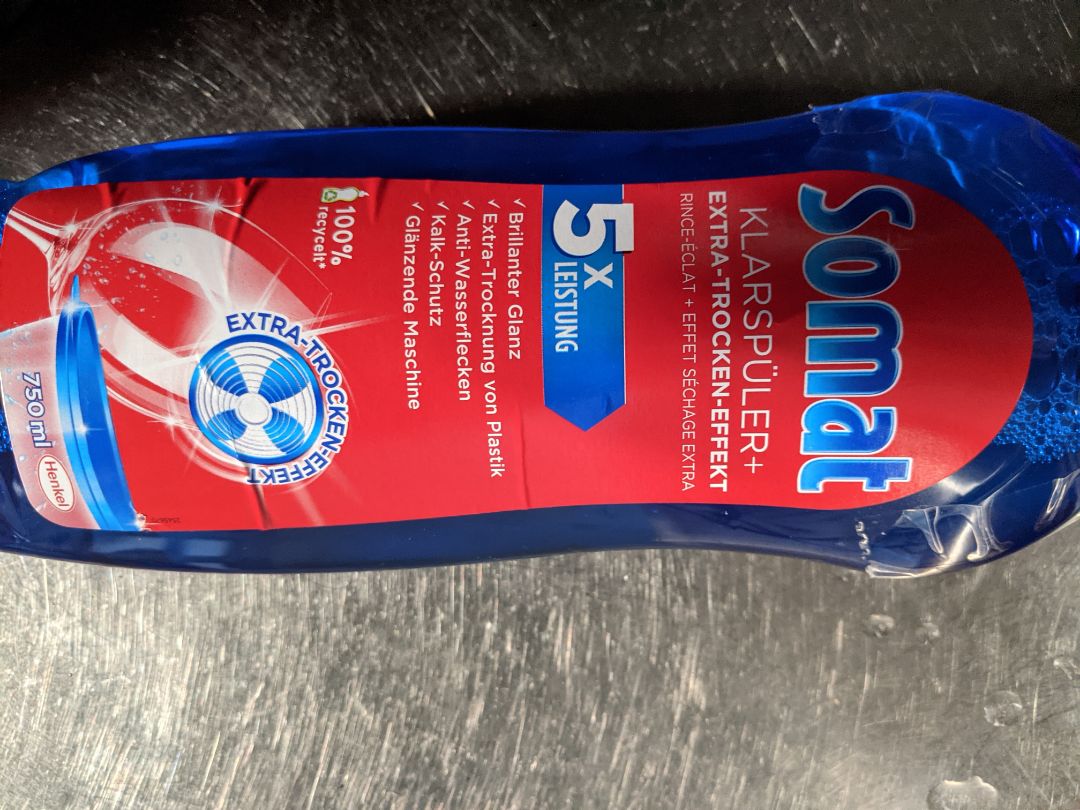 Somat
KLARSPÜLER+
EXTRA-TROCKEN-EFFEKT
RINCE-ÉCLAT + EFFET SÉCHAGE EXTRA
5x
LEISTUNG
✓ Brillanter Glanz
✓ Extra-Trocknung von Plastik
✓ Anti-Wasserflecken
✓ Kalk-Schutz
✓ Glänzende Maschine
100%
recycelt*
EXTRA-TROCKEN-EFFEKT
750 ml
Henkel